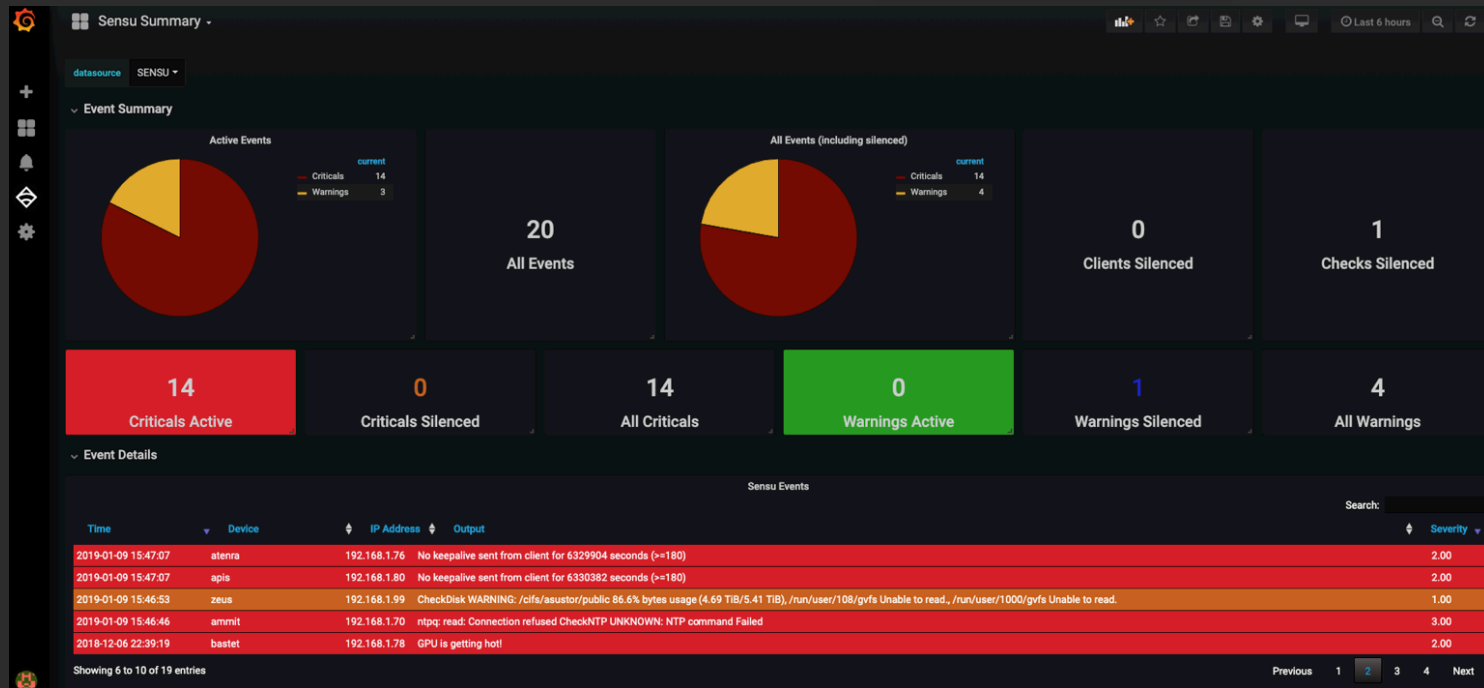 Sensu Summary
Last 6 hours
datasource SENSU
Event Summary
Active Events
current
Criticals 14
Warnings 3
20
All Events
All Events (including silenced)
current
Criticals 14
Warnings 4
0
Clients Silenced
1
Checks Silenced
14
Criticals Active
0
Criticals Silenced
14
All Criticals
0
Warnings Active
1
Warnings Silenced
4
All Warnings
Event Details
Sensu Events
Search:
Time Device IP Address Output Severity
2019-01-09 15:47:07 atenra 192.168.1.76 No keepalive sent from client for 6329904 seconds (>=180) 2.00
2019-01-09 15:47:07 apis 192.168.1.80 No keepalive sent from client for 6330382 seconds (>=180) 2.00
2019-01-09 15:46:53 zeus 192.168.1.99 CheckDisk WARNING: /cifs/asustor/public 86.6% bytes usage (4.69 TiB/5.41 TiB), /run/user/108/gvfs Unable to read., /run/user/1000/gvfs Unable to read. 1.00
2019-01-09 15:46:46 ammit 192.168.1.70 ntpq: read: Connection refused CheckNTP UNKNOWN: NTP command Failed 3.00
2018-12-06 22:39:19 bastet 192.168.1.78 GPU is getting hot! 2.00
Showing 6 to 10 of 19 entries
Previous 1 2 3 4 Next